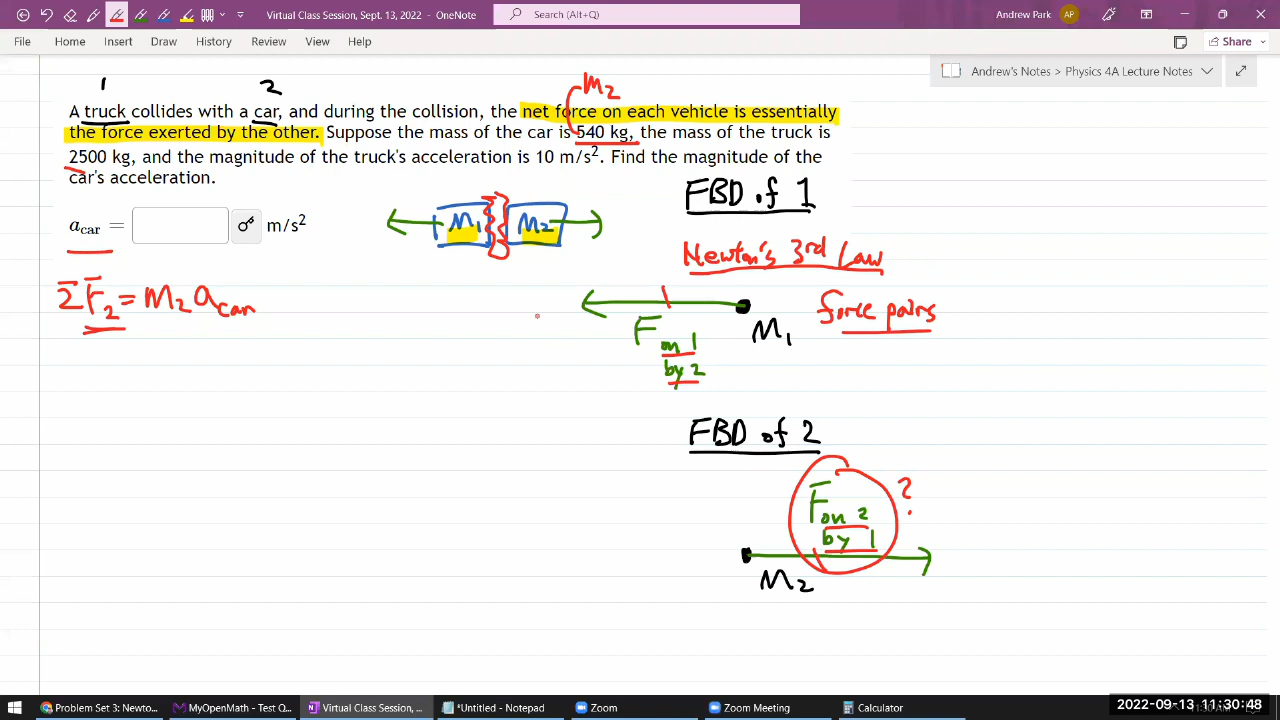 Virtual Class Session, Sept. 13, 2022 - OneNote
Search (Alt+Q)
Andrew Park
AP
File
Home
Insert
Draw
History
Review
View
Help
Share
Andrew's Notes > Physics 4A Lecture Notes
1
2
M2
A truck collides with a car, and during the collision, the net force on each vehicle is essentially
the force exerted by the other. Suppose the mass of the car is 540 kg, the mass of the truck is
2500 kg, and the magnitude of the truck's acceleration is 10 m/s². Find the magnitude of the
car's acceleration.
a car = m/s²
M1
M2
FBD of 1
Newton's 3rd Law
ΣF2 = M2 a car
force pairs
F on 1
by 2
M1
FBD of 2
F on 2
by 1
?
M2
Problem Set 3: Newto...
MyOpenMath - Test Q...
Virtual Class Session, ...
*Untitled - Notepad
Zoom
Zoom Meeting
Calculator
2022-09-13 11:30:48